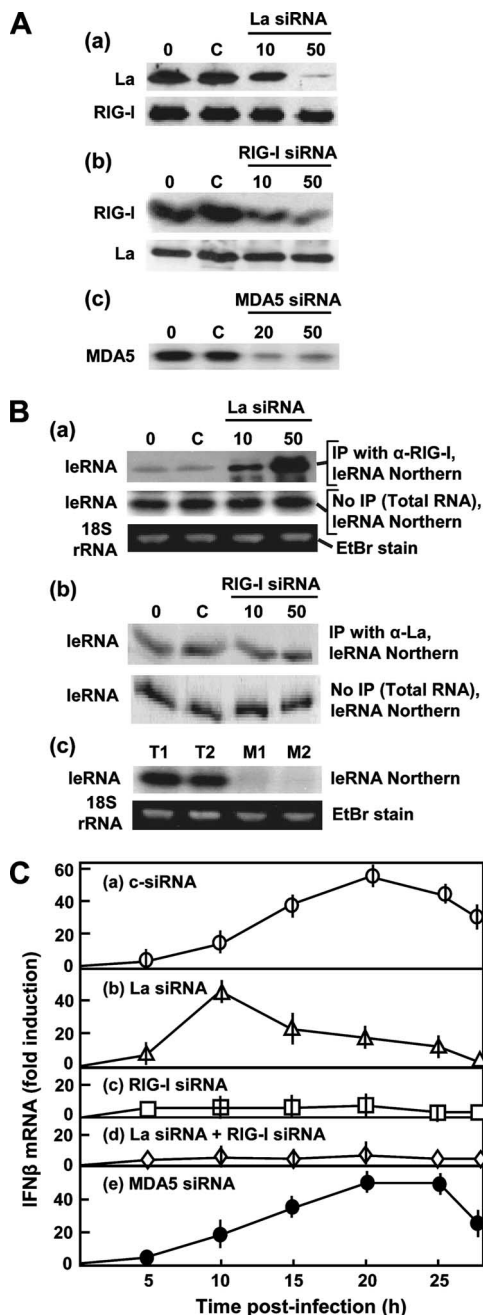 A
La siRNA
(a) 0 C 10 50
La
RIG-I
RIG-I siRNA
(b) 0 C 10 50
RIG-I
La
MDA5 siRNA
(c) 0 C 20 50
MDA5
B
La siRNA
(a) 0 C 10 50
leRNA
IP with α-RIG-I,
leRNA Northern
leRNA
No IP (Total RNA),
leRNA Northern
18S
rRNA
EtBr stain
RIG-I siRNA
(b) 0 C 10 50
leRNA
IP with α-La,
leRNA Northern
leRNA
No IP (Total RNA),
leRNA Northern
(c) T1 T2 M1 M2
leRNA
leRNA Northern
18S
rRNA
EtBr stain
C
IFNβ mRNA (fold induction)
60
40
20
0
(a) c-siRNA
40
20
0
(b) La siRNA
20
0
(c) RIG-I siRNA
20
0
(d) La siRNA + RIG-I siRNA
(e) MDA5 siRNA
40
20
0
5 10 15 20 25
Time post-infection (h)